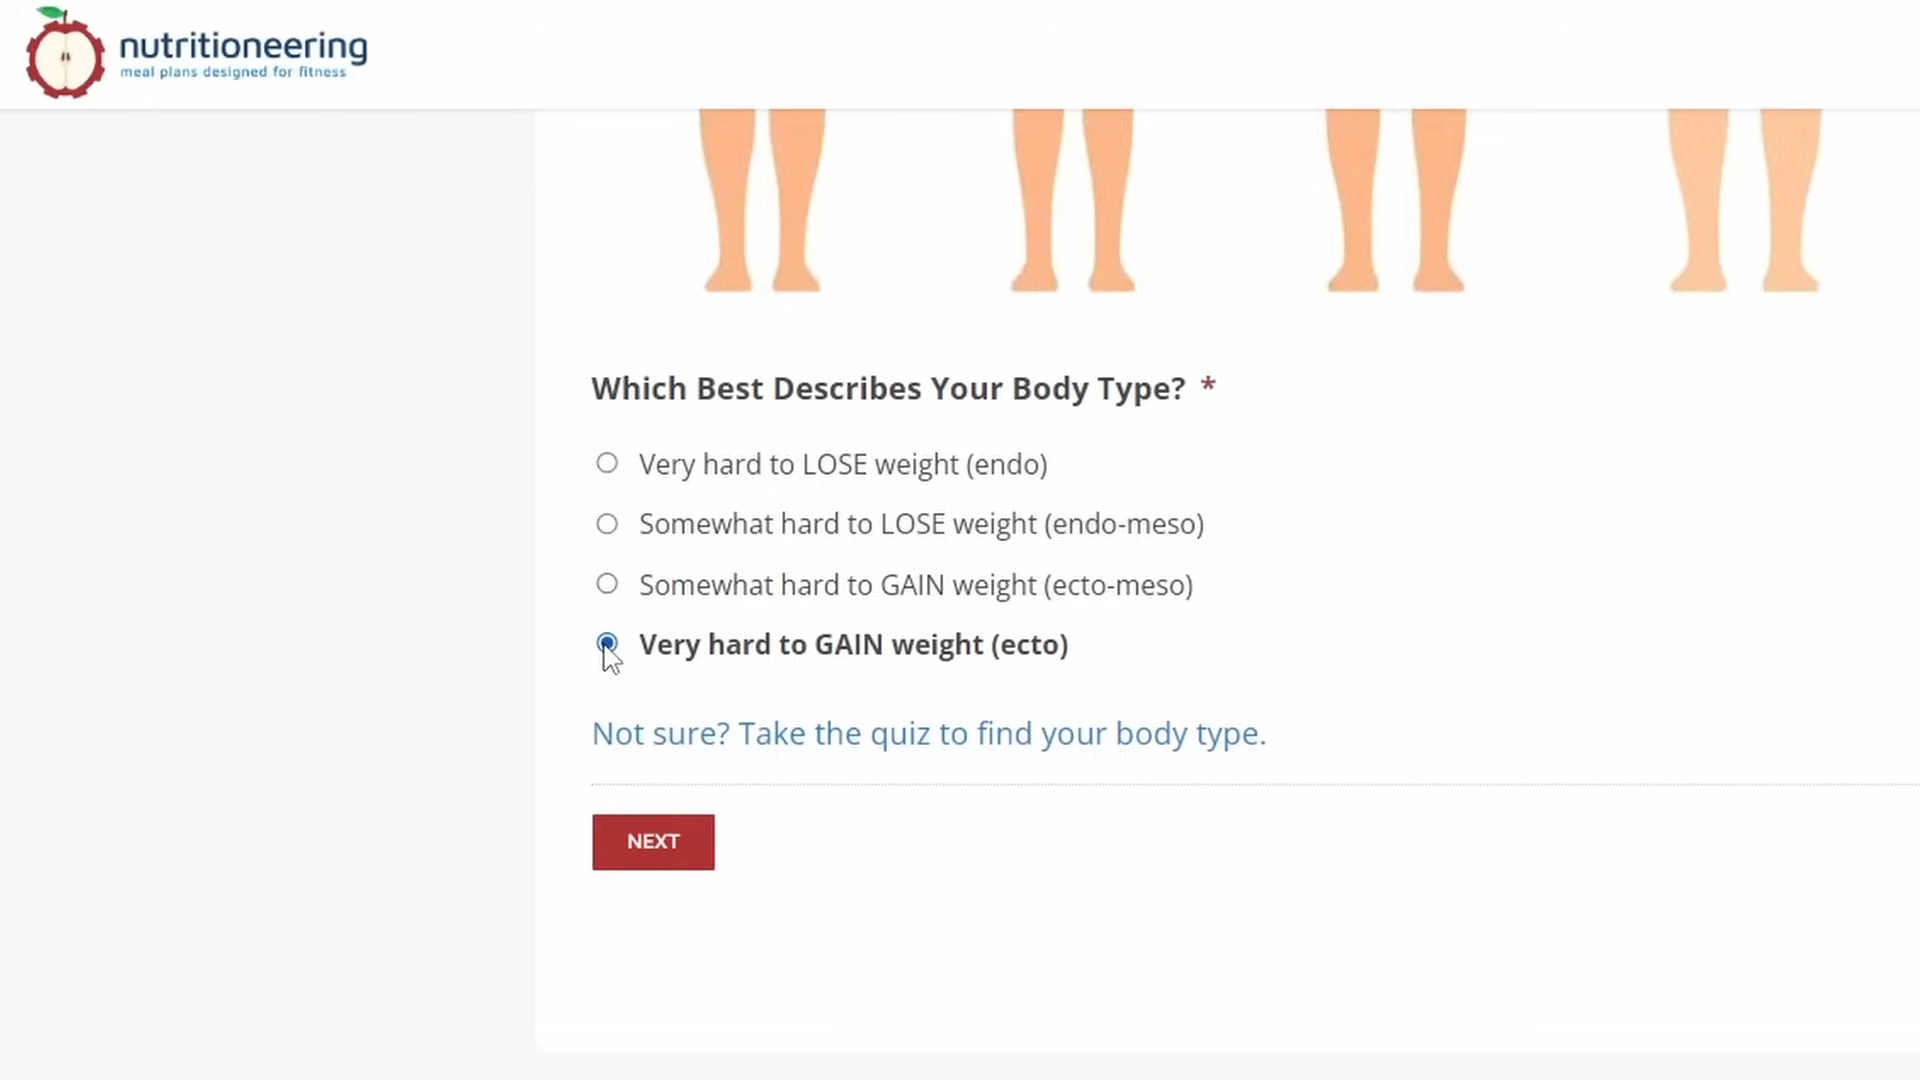 nutritioneering
meal plans designed for fitness
Which Best Describes Your Body Type? *
Very hard to LOSE weight (endo)
Somewhat hard to LOSE weight (endo-meso)
Somewhat hard to GAIN weight (ecto-meso)
Very hard to GAIN weight (ecto)
Not sure? Take the quiz to find your body type.
NEXT